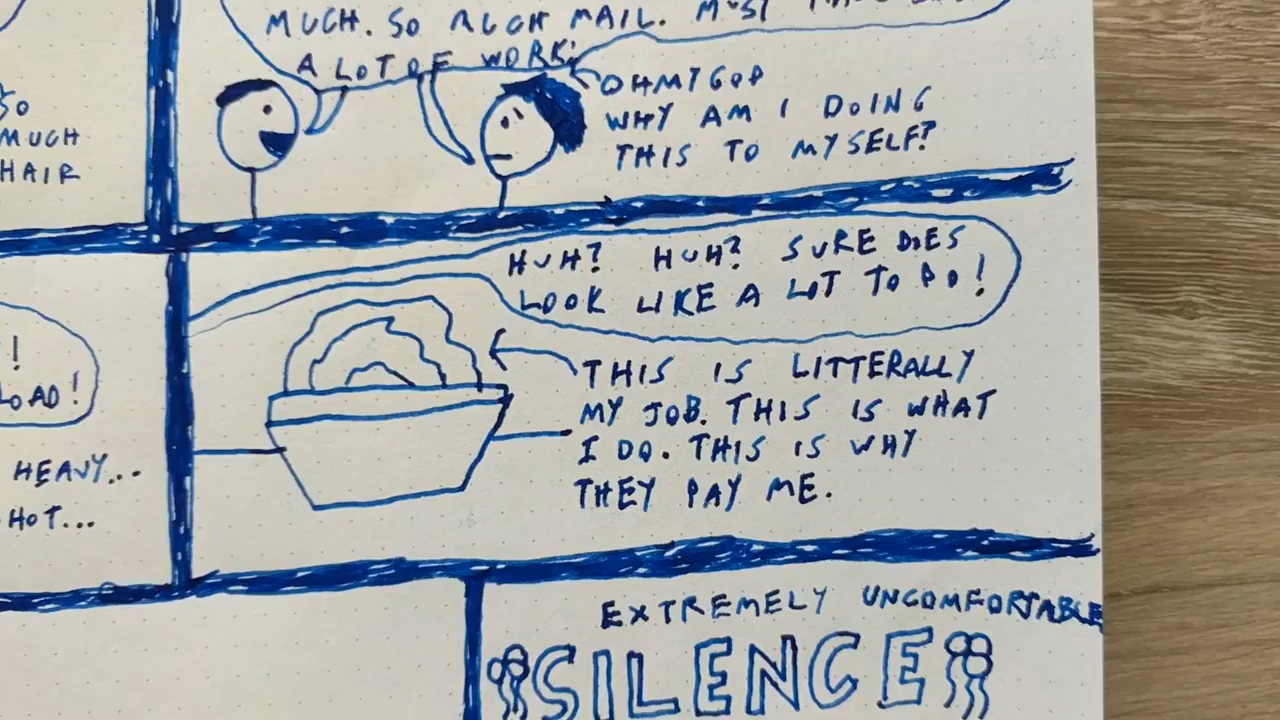 MUCH. SO MUCH MAIL. MUST
A LOT OF WORK.
OHMYGOD
WHY AM I DOING
THIS TO MYSELF?
SO
MUCH
HAIR
HUH? HUH? SURE DOES
LOOK LIKE A LOT TO DO!
THIS IS LITTERALLY
MY JOB. THIS IS WHAT
I DO. THIS IS WHY
THEY PAY ME.
!
LOAD!
HEAVY...
HOT...
EXTREMELY UNCOMFORTABLE
SILENCE